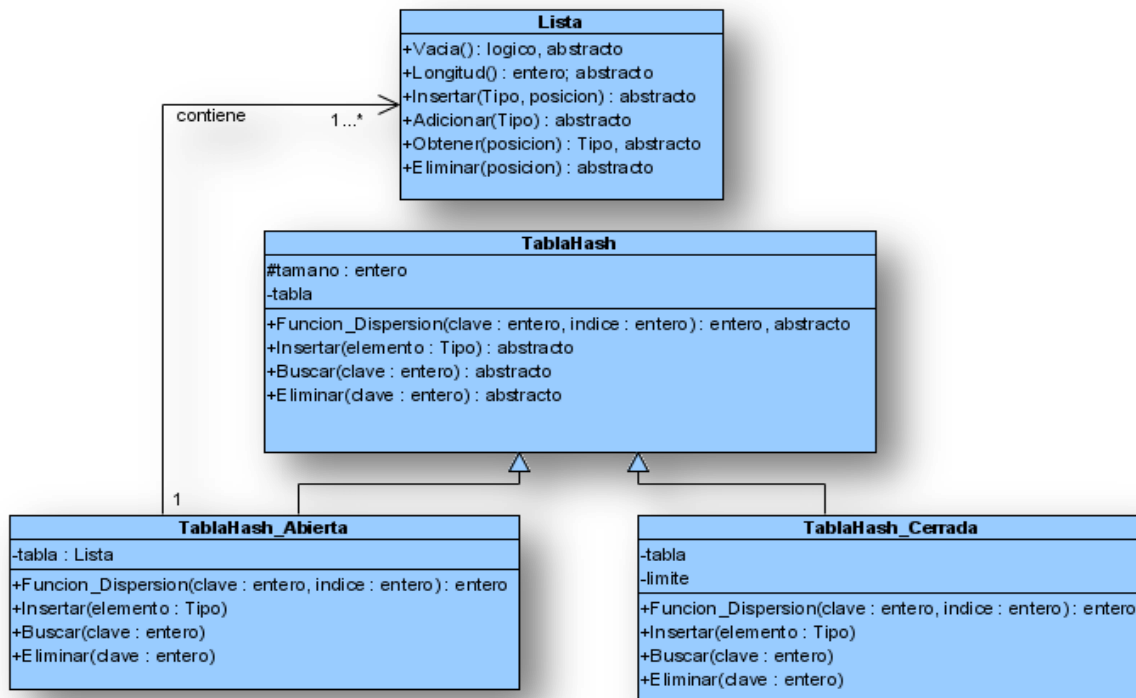 Lista
+Vacia() : logico, abstracto
+Longitud() : entero; abstracto
+Insertar(Tipo, posicion) : abstracto
+Adicionar(Tipo) : abstracto
+Obtener(posicion) : Tipo, abstracto
+Eliminar(posicion) : abstracto
contiene
1...*
TablaHash
#tamano : entero
-tabla
+Funcion_Dispersion(clave : entero, indice : entero) : entero, abstracto
+Insertar(elemento : Tipo) : abstracto
+Buscar(clave : entero) : abstracto
+Eliminar(clave : entero) : abstracto
1
TablaHash_Abierta
-tabla : Lista
+Funcion_Dispersion(clave : entero, indice : entero) : entero
+Insertar(elemento : Tipo)
+Buscar(clave : entero)
+Eliminar(clave : entero)
TablaHash_Cerrada
-tabla
-limite
+Funcion_Dispersion(clave : entero, indice : entero) : entero
+Insertar(elemento : Tipo)
+Buscar(clave : entero)
+Eliminar(clave : entero)